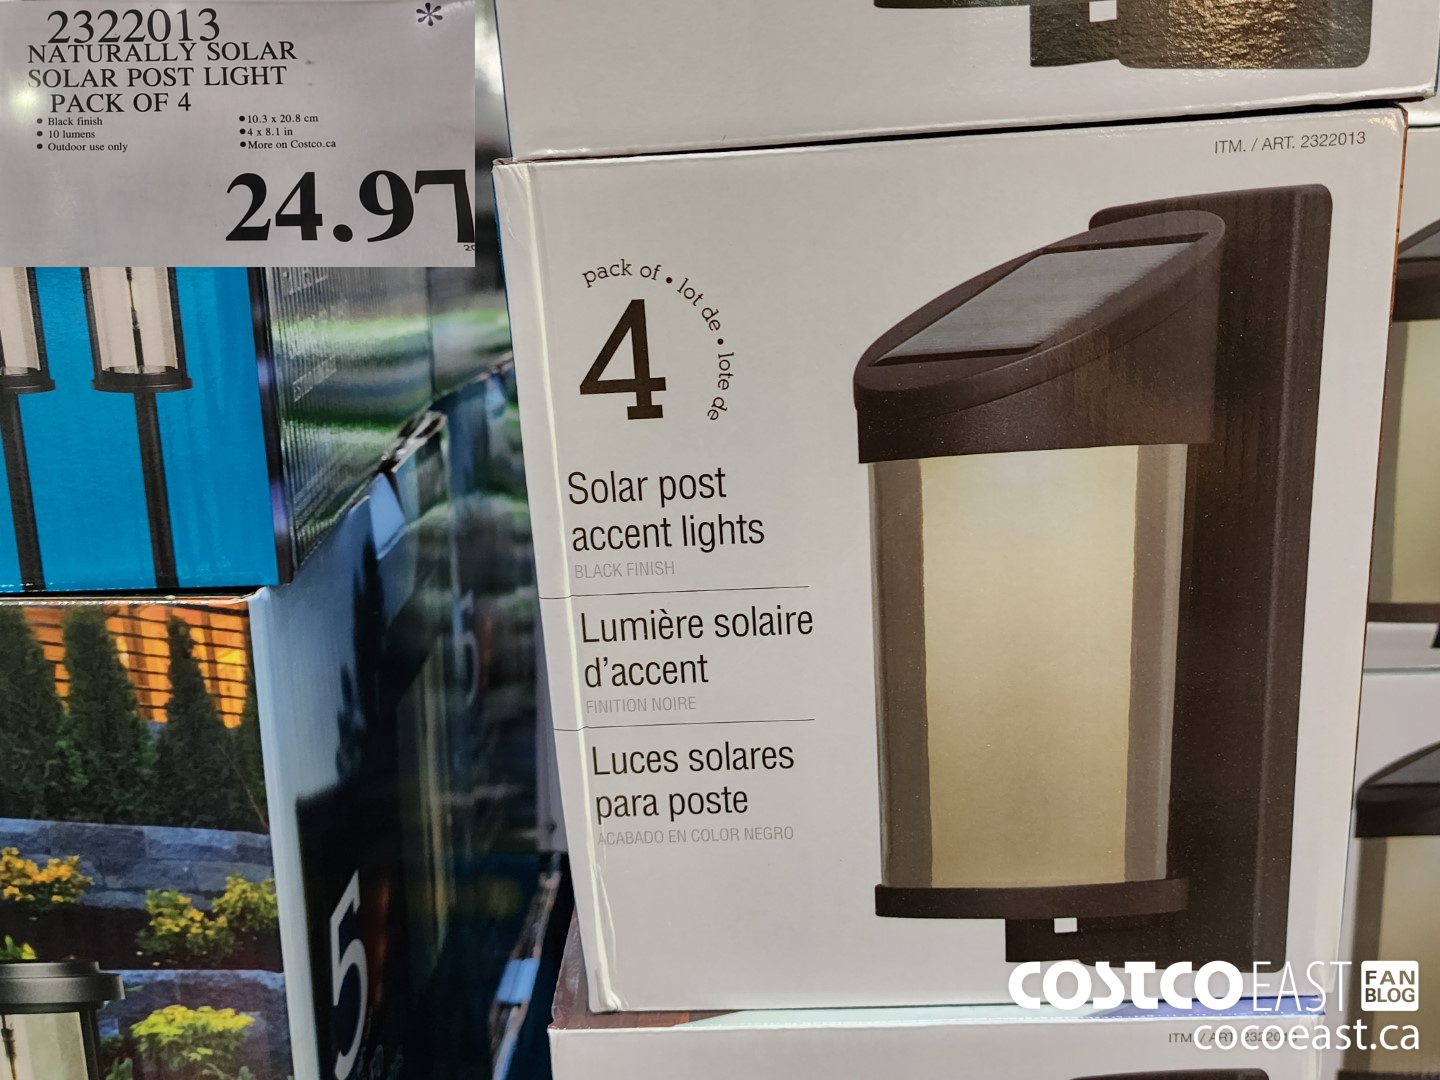 2322013
*
NATURALLY SOLAR
SOLAR POST LIGHT
PACK OF 4
• Black finish
• 10 lumens
• Outdoor use only
• 10.3 x 20.8 cm
• 4 x 8.1 in
• More on Costco.ca
24.97
ITM. / ART. 2322013
pack of • lot de • lote de
4
Solar post
accent lights
BLACK FINISH
Lumière solaire
d'accent
FINITION NOIRE
Luces solares
para poste
ACABADO EN COLOR NEGRO
5
5
COSTCO EAST FAN BLOG
cocoeast.ca
ITM. / ART. 2322013